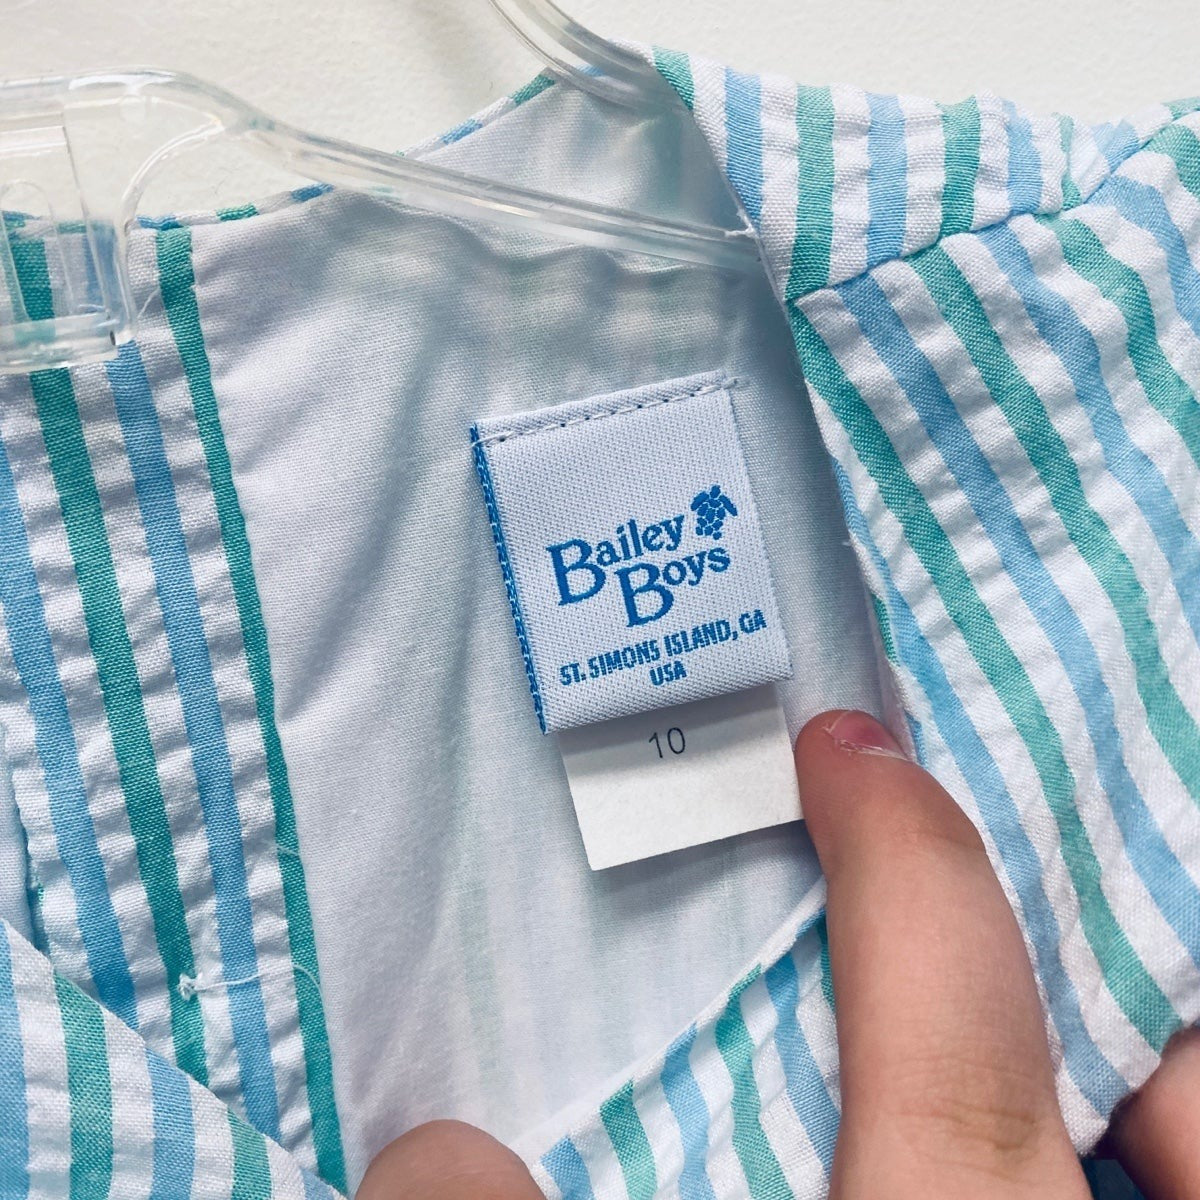 Bailey
Boys
ST. SIMONS ISLAND, GA
USA
10